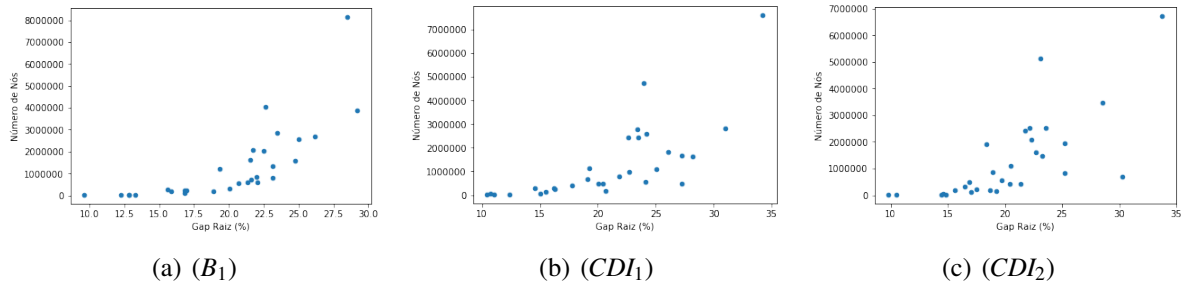 8000000
7000000
6000000
5000000
4000000
3000000
2000000
1000000
0
Número de Nós
10.0 12.5 15.0 17.5 20.0 22.5 25.0 27.5 30.0
Gap Raiz (%)
(a) (B1)
7000000
6000000
5000000
4000000
3000000
2000000
1000000
0
Número de Nós
10 15 20 25 30 35
Gap Raiz (%)
(b) (CDI1)
7000000
6000000
5000000
4000000
3000000
2000000
1000000
0
Número de Nós
10 15 20 25 30 35
Gap Raiz (%)
(c) (CDI2)